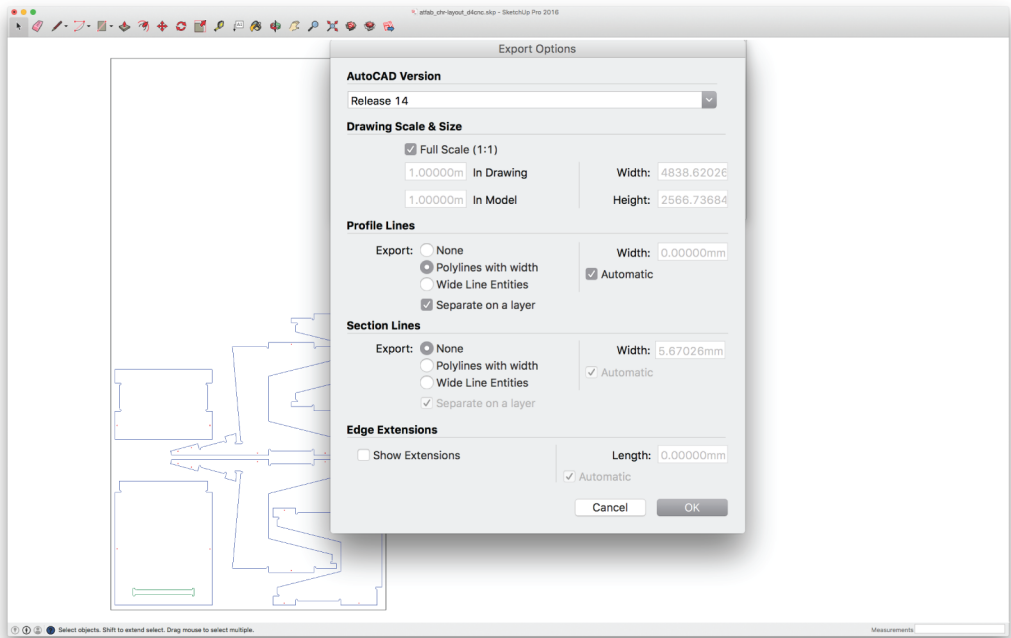 atfab_chr-layout_d4cnc.skp - SketchUp Pro 2016
Export Options
AutoCAD Version
Release 14
Drawing Scale & Size
Full Scale (1:1)
1.00000m In Drawing Width: 4838.62026
1.00000m In Model Height: 2566.73684
Profile Lines
Export: None Width: 0.00000mm
Polylines with width Automatic
Wide Line Entities
Separate on a layer
Section Lines
Export: None Width: 5.67026mm
Polylines with width Automatic
Wide Line Entities
Separate on a layer
Edge Extensions
Show Extensions Length: 0.00000mm
Automatic
Cancel OK
Select objects. Shift to extend select. Drag mouse to select multiple. Measurements